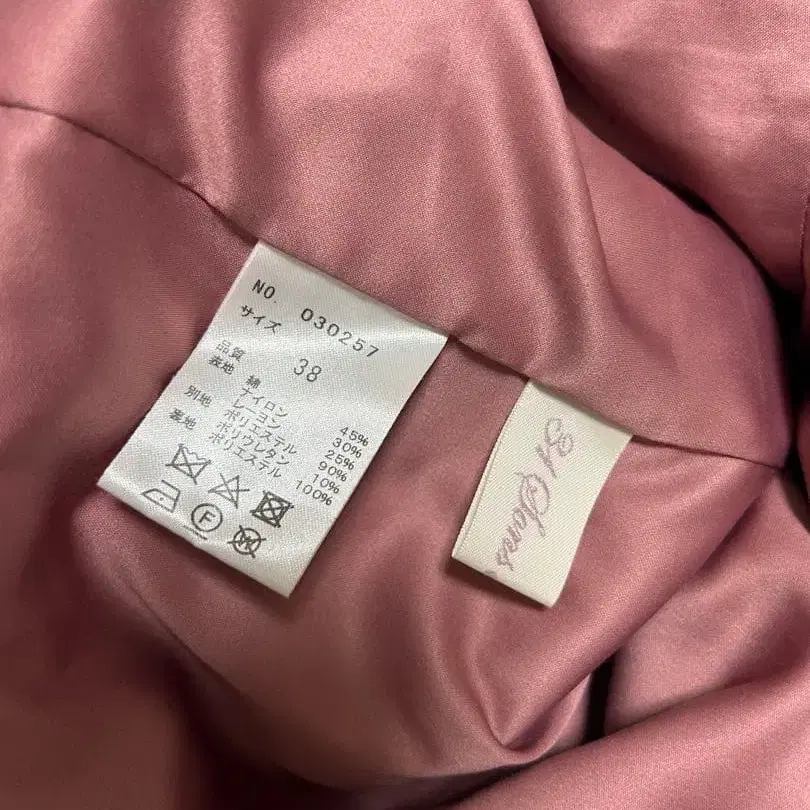 NO. 030257
サイズ 38
品質
表地 綿 45%
ナイロン 30%
レーヨン 25%
別地 ポリエステル 90%
ポリウレタン 10%
裏地 ポリエステル 100%
F
W
31 Sons